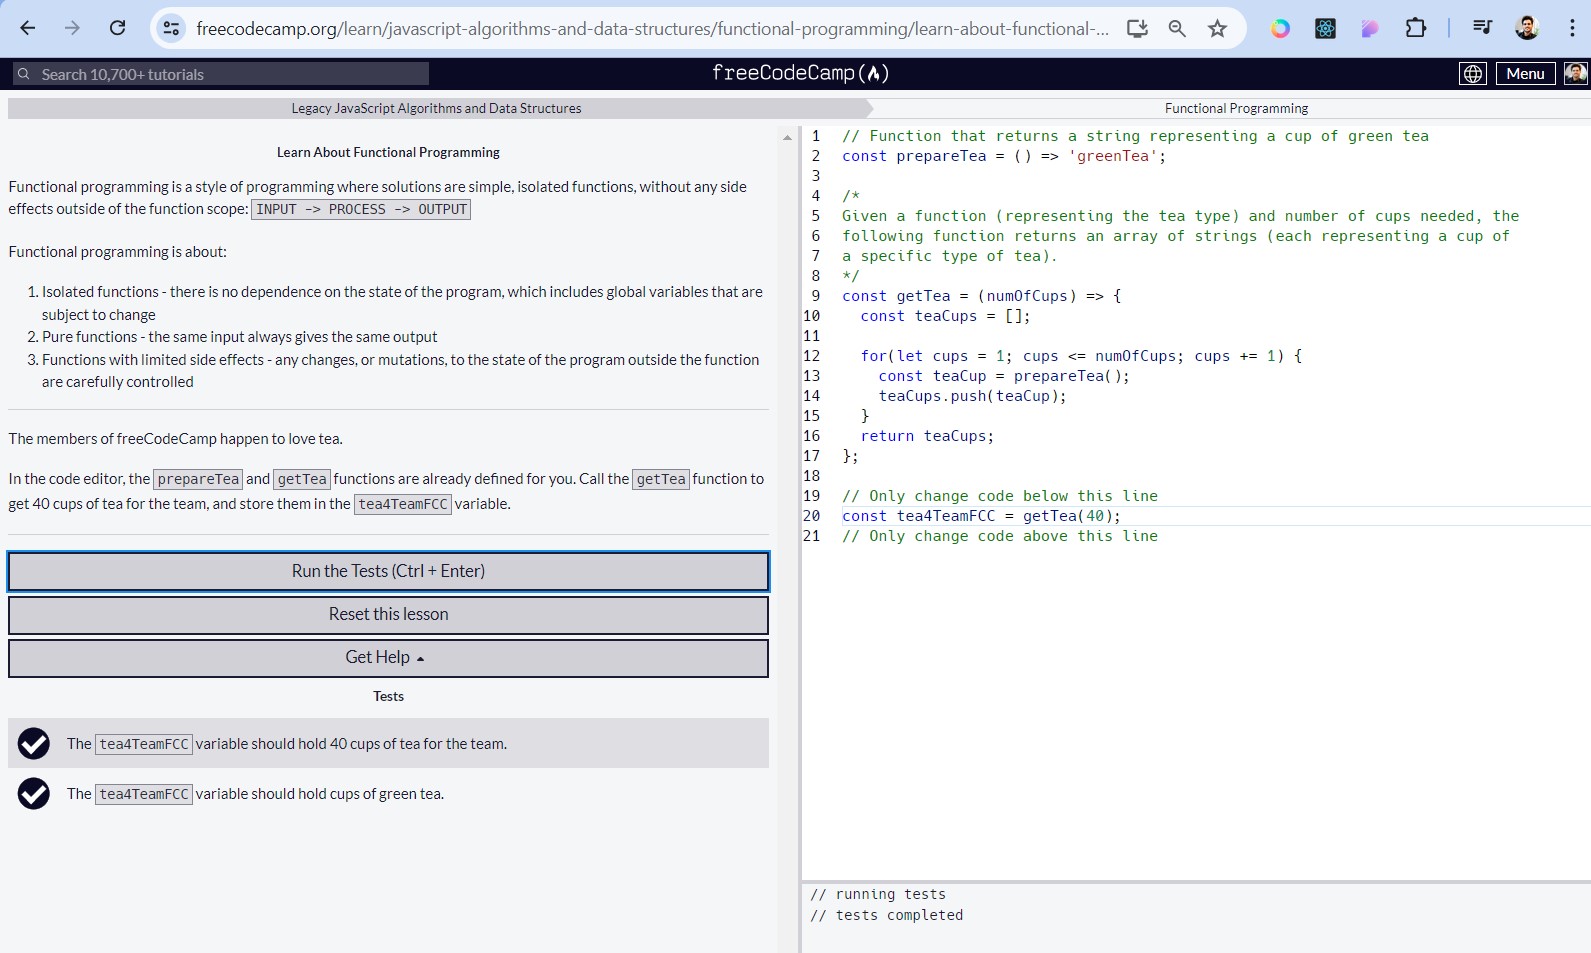 freecodecamp.org/learn/javascript-algorithms-and-data-structures/functional-programming/learn-about-functional-...
Search 10,700+ tutorials
freeCodeCamp
Menu
Legacy JavaScript Algorithms and Data Structures
Functional Programming
Learn About Functional Programming
Functional programming is a style of programming where solutions are simple, isolated functions, without any side
effects outside of the function scope: INPUT -> PROCESS -> OUTPUT
Functional programming is about:
1. Isolated functions - there is no dependence on the state of the program, which includes global variables that are
subject to change
2. Pure functions - the same input always gives the same output
3. Functions with limited side effects - any changes, or mutations, to the state of the program outside the function
are carefully controlled
The members of freeCodeCamp happen to love tea.
In the code editor, the prepareTea and getTea functions are already defined for you. Call the getTea function to
get 40 cups of tea for the team, and store them in the tea4TeamFCC variable.
Run the Tests (Ctrl + Enter)
Reset this lesson
Get Help
Tests
The tea4TeamFCC variable should hold 40 cups of tea for the team.
The tea4TeamFCC variable should hold cups of green tea.
1 // Function that returns a string representing a cup of green tea
2 const prepareTea = () => 'greenTea';
3
4 /*
5 Given a function (representing the tea type) and number of cups needed, the
6 following function returns an array of strings (each representing a cup of
7 a specific type of tea).
8 */
9 const getTea = (numOfCups) => {
10   const teaCups = [];
11
12   for(let cups = 1; cups <= numOfCups; cups += 1) {
13     const teaCup = prepareTea();
14     teaCups.push(teaCup);
15   }
16   return teaCups;
17 };
18
19 // Only change code below this line
20 const tea4TeamFCC = getTea(40);
21 // Only change code above this line
// running tests
// tests completed